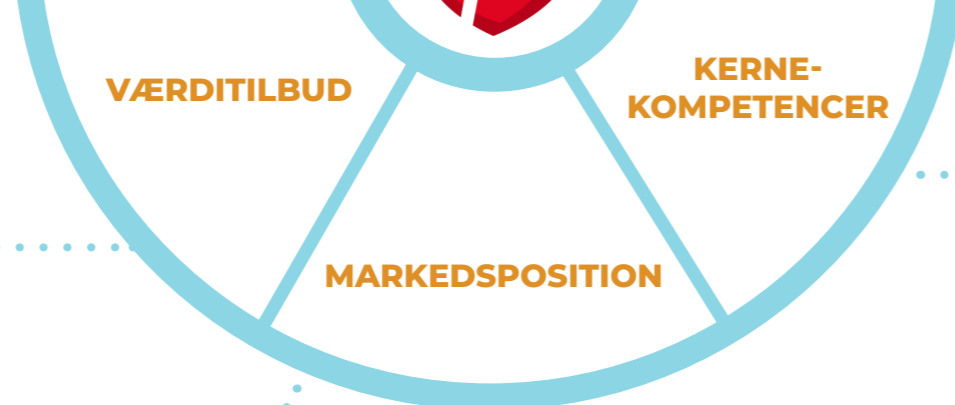 VÆRDITILBUD
KERNE-
KOMPETENCER
MARKEDSPOSITION